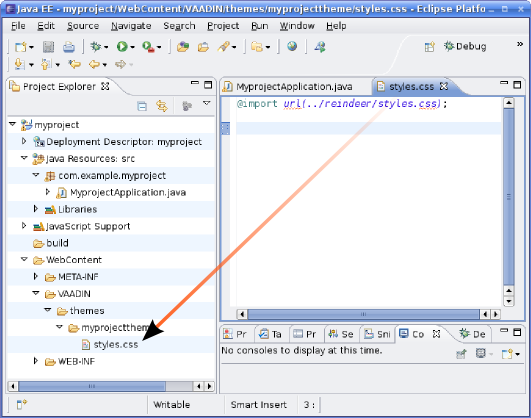 Java EE - myproject/WebContent/VAADIN/themes/myprojecttheme/styles.css - Eclipse Platfo
File Edit Source Navigate Search Project Run Window Help
Debug »
Project Explorer
myproject
Deployment Descriptor: myproject
Java Resources: src
com.example.myproject
MyprojectApplication.java
Libraries
JavaScript Support
build
WebContent
META-INF
VAADIN
themes
myprojecttheme
styles.css
WEB-INF
MyprojectApplication.java styles.css
@import url(../reindeer/styles.css);
Pr Ta Pr Se Sni Co De
No consoles to display at this time.
Writable Smart Insert 3 :